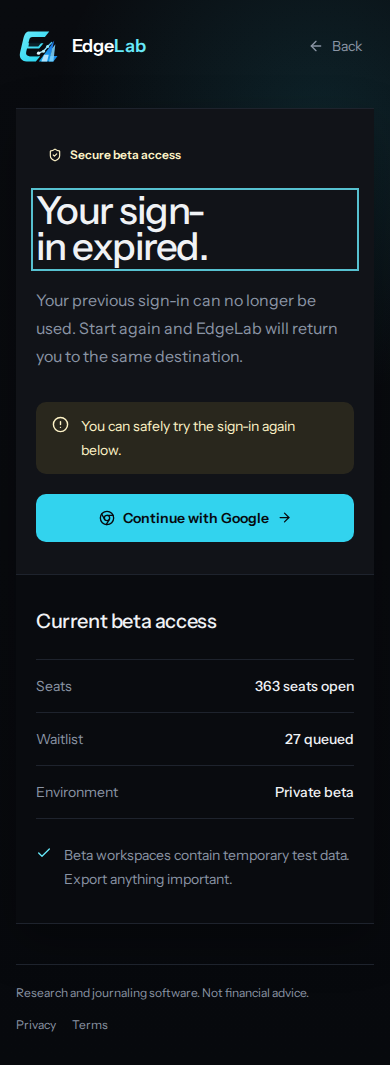 EdgeLab
Back
Secure beta access
Your sign-
in expired.
Your previous sign-in can no longer be
used. Start again and EdgeLab will return
you to the same destination.
You can safely try the sign-in again
below.
Continue with Google
Current beta access
Seats 363 seats open
Waitlist 27 queued
Environment Private beta
Beta workspaces contain temporary test data.
Export anything important.
Research and journaling software. Not financial advice.
Privacy Terms